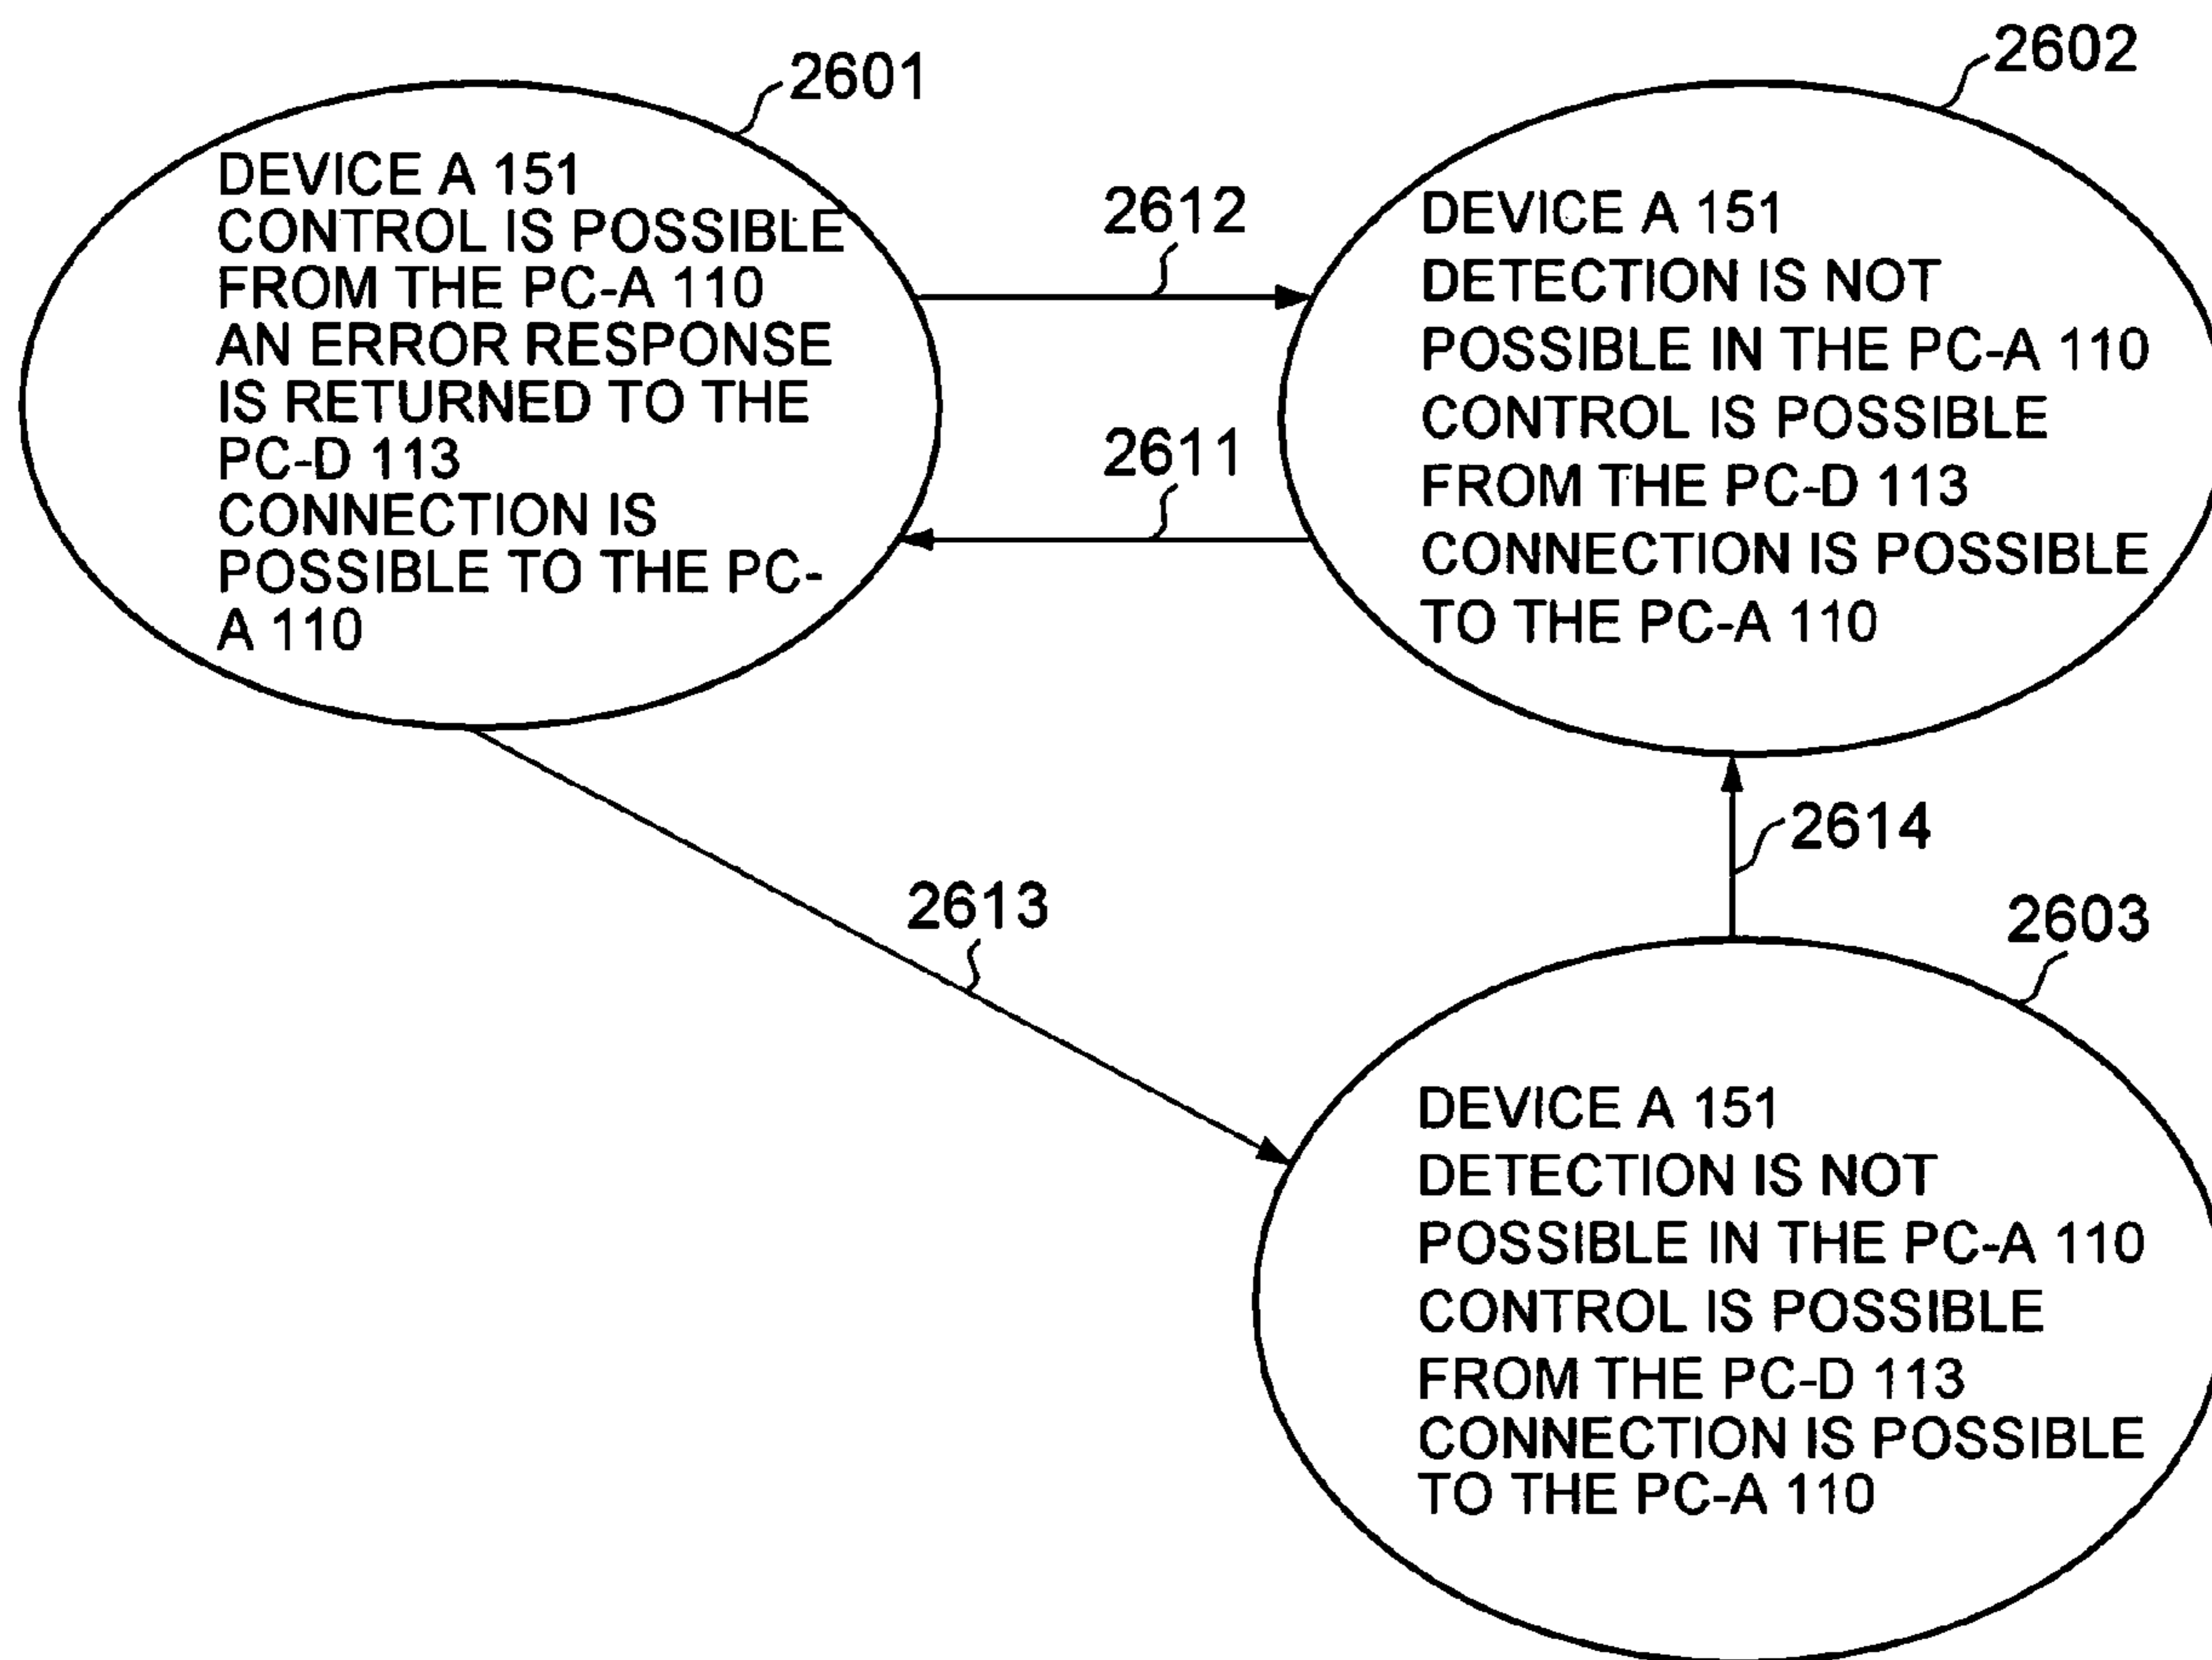 2601
DEVICE A 151
CONTROL IS POSSIBLE
FROM THE PC-A 110
AN ERROR RESPONSE
IS RETURNED TO THE
PC-D 113
CONNECTION IS
POSSIBLE TO THE PC-
A 110
2612
2611
2602
DEVICE A 151
DETECTION IS NOT
POSSIBLE IN THE PC-A 110
CONTROL IS POSSIBLE
FROM THE PC-D 113
CONNECTION IS POSSIBLE
TO THE PC-A 110
2613
2614
2603
DEVICE A 151
DETECTION IS NOT
POSSIBLE IN THE PC-A 110
CONTROL IS POSSIBLE
FROM THE PC-D 113
CONNECTION IS POSSIBLE
TO THE PC-A 110